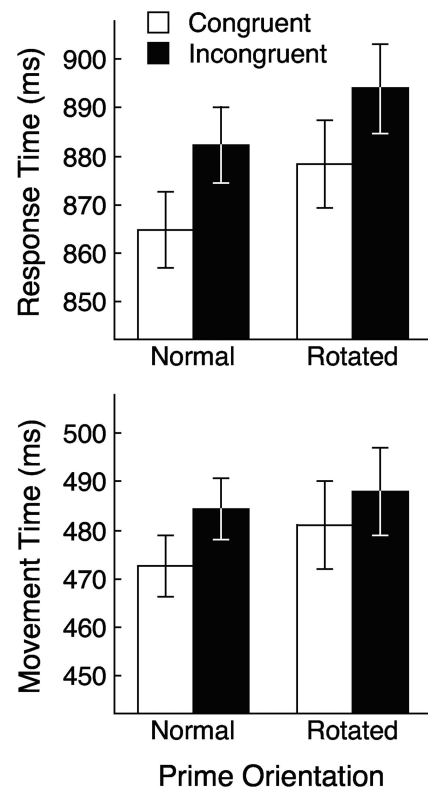 Congruent
Incongruent
Response Time (ms)
900
890
880
870
860
850
Normal Rotated
Movement Time (ms)
500
490
480
470
460
450
Normal Rotated
Prime Orientation